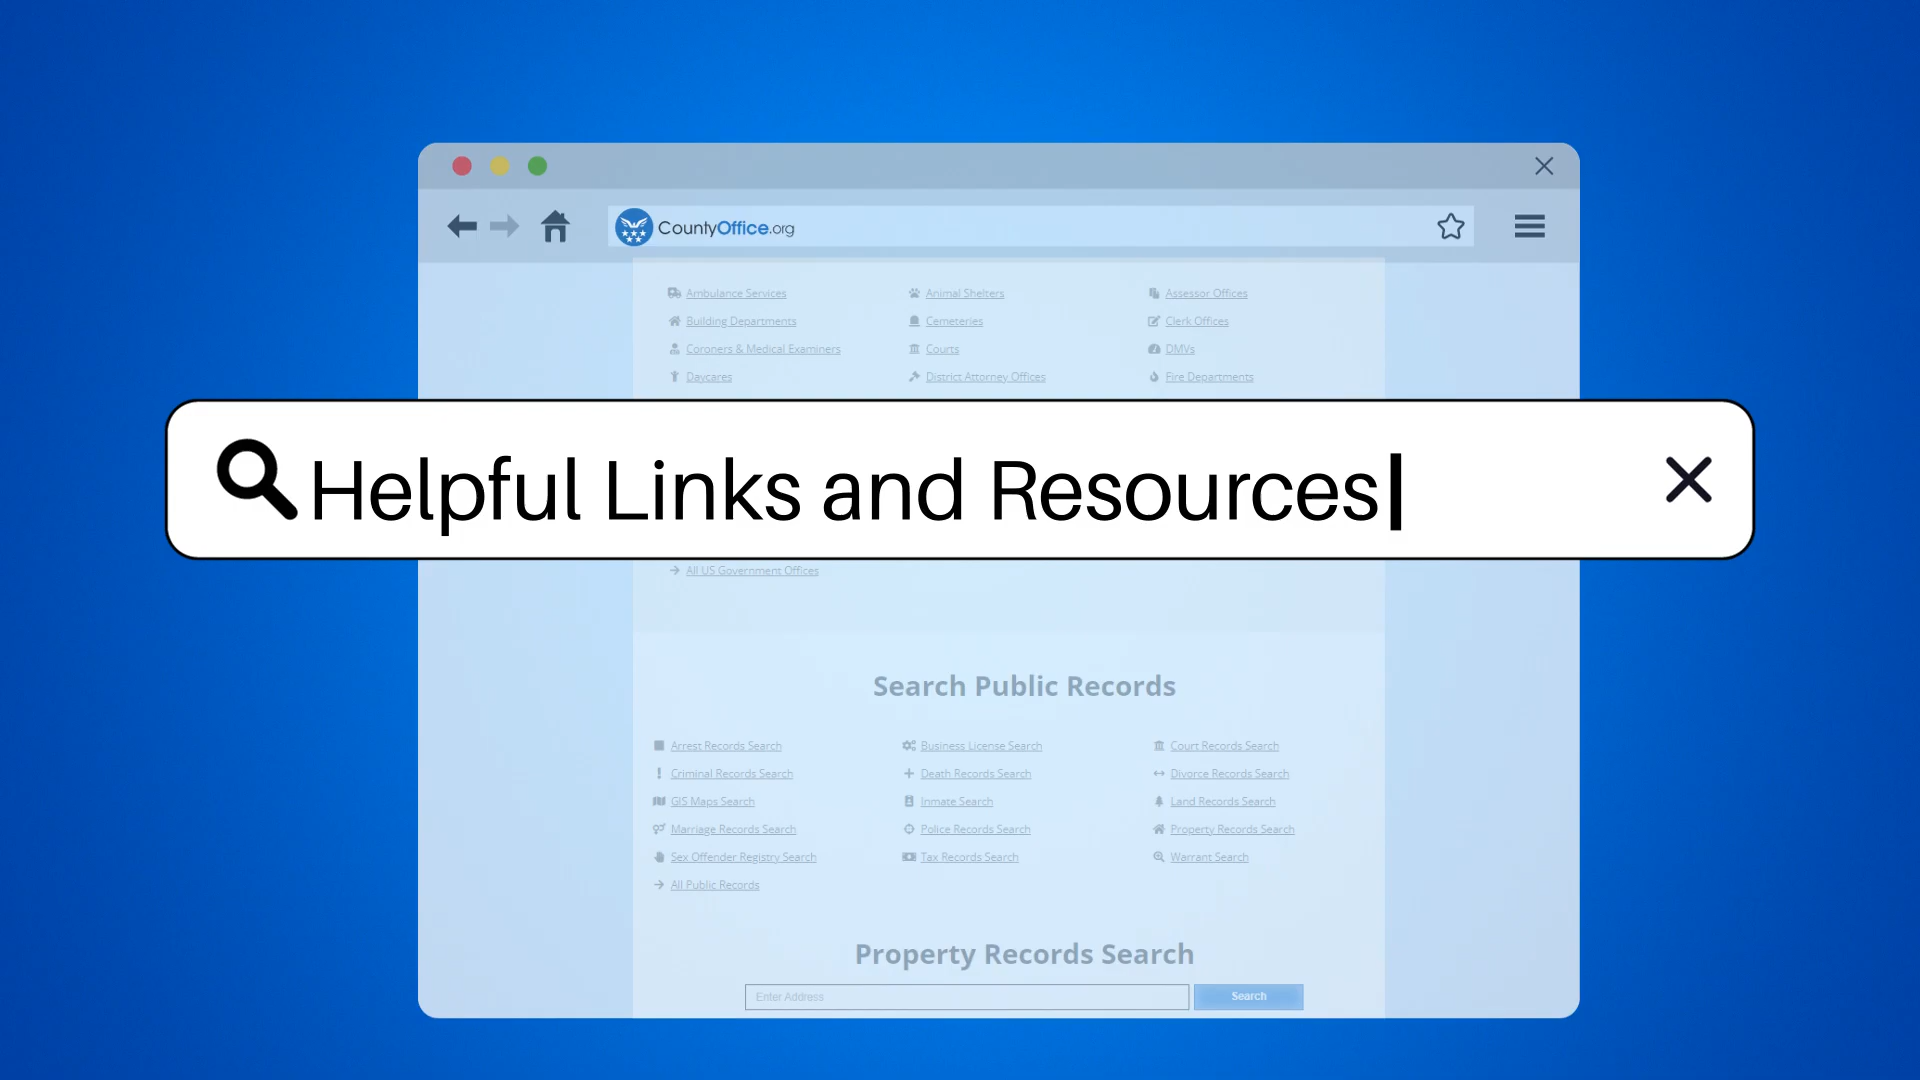 CountyOffice.org
Ambulance Services Animal Shelters Assessor Offices
Building Departments Cemeteries Clerk Offices
Coroners & Medical Examiners Courts DMVs
Daycares District Attorney Offices Fire Departments
Helpful Links and Resources
All US Government Offices
Search Public Records
Arrest Records Search Business License Search Court Records Search
Criminal Records Search Death Records Search Divorce Records Search
GIS Maps Search Inmate Search Land Records Search
Marriage Records Search Police Records Search Property Records Search
Sex Offender Registry Search Tax Records Search Warrant Search
All Public Records
Property Records Search
Enter Address Search